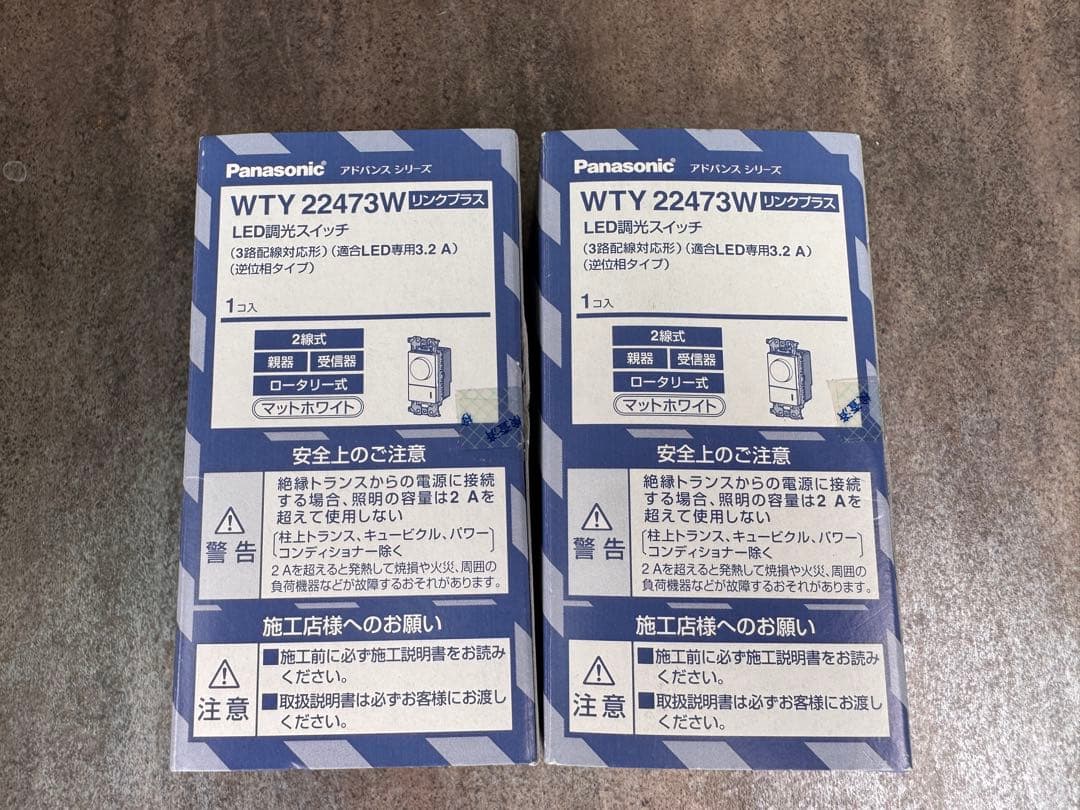 Panasonic® アドバンス シリーズ
WTY 22473W リンクプラス
LED調光スイッチ
(3路配線対応形)(適合LED専用3.2 A)
(逆位相タイプ)
1コ入
2線式
親器 受信器
ロータリー式
マットホワイト
検査済
安全上のご注意
警告
絶縁トランスからの電源に接続
する場合、照明の容量は2 Aを
超えて使用しない
〔柱上トランス、キュービクル、パワー
コンディショナー除く〕
2 Aを超えると発熱して焼損や火災、周囲の
負荷機器などが故障するおそれがあります。
施工店様へのお願い
注意
■施工前に必ず施工説明書をお読み
ください。
■取扱説明書は必ずお客様にお渡し
ください。
Panasonic® アドバンス シリーズ
WTY 22473W リンクプラス
LED調光スイッチ
(3路配線対応形)(適合LED専用3.2 A)
(逆位相タイプ)
1コ入
2線式
親器 受信器
ロータリー式
マットホワイト
検査済
安全上のご注意
警告
絶縁トランスからの電源に接続
する場合、照明の容量は2 Aを
超えて使用しない
〔柱上トランス、キュービクル、パワー
コンディショナー除く〕
2 Aを超えると発熱して焼損や火災、周囲の
負荷機器などが故障するおそれがあります。
施工店様へのお願い
注意
■施工前に必ず施工説明書をお読み
ください。
■取扱説明書は必ずお客様にお渡し
ください。